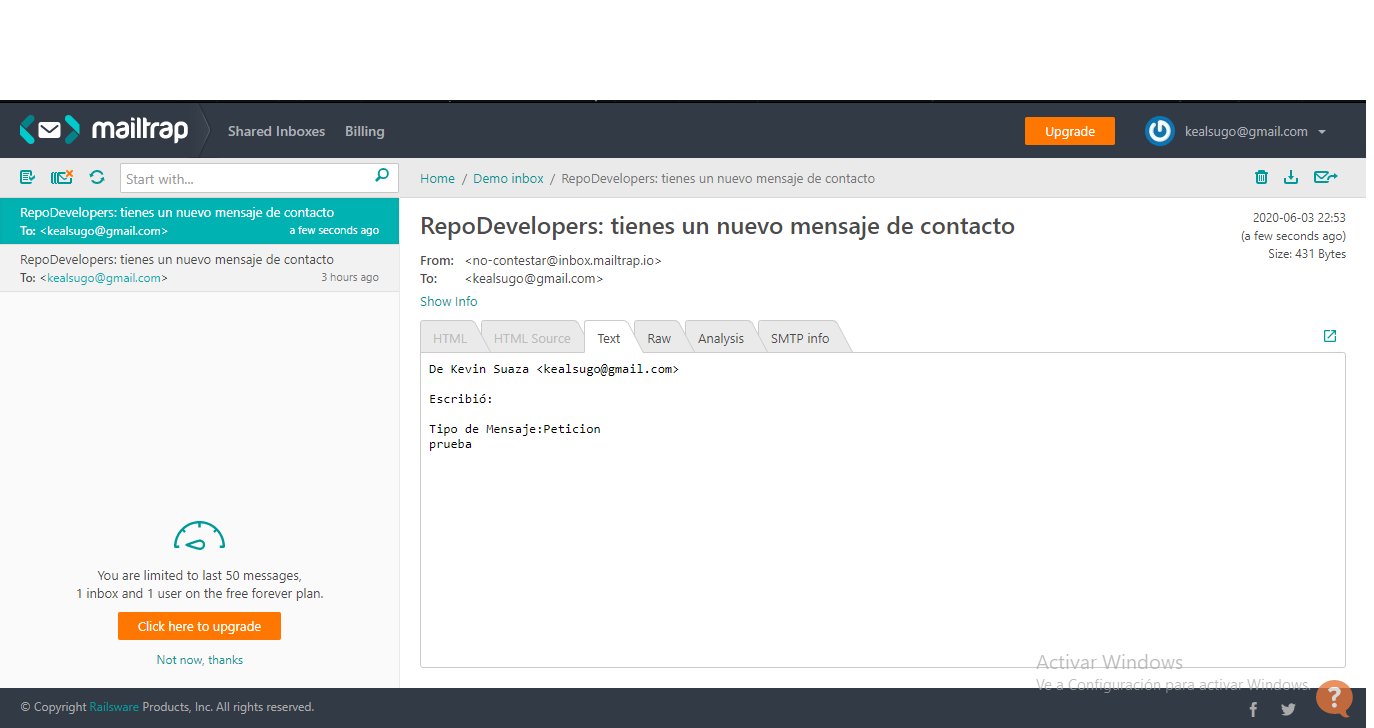 mailtrap
Shared Inboxes Billing
Upgrade
kealsugo@gmail.com
Start with...
Home / Demo inbox / RepoDevelopers: tienes un nuevo mensaje de contacto
RepoDevelopers: tienes un nuevo mensaje de contacto
To: <kealsugo@gmail.com> a few seconds ago
RepoDevelopers: tienes un nuevo mensaje de contacto
To: <kealsugo@gmail.com> 3 hours ago
You are limited to last 50 messages,
1 inbox and 1 user on the free forever plan.
Click here to upgrade
Not now, thanks
RepoDevelopers: tienes un nuevo mensaje de contacto
2020-06-03 22:53
(a few seconds ago)
Size: 431 Bytes
From: <no-contestar@inbox.mailtrap.io>
To: <kealsugo@gmail.com>
Show Info
HTML HTML Source Text Raw Analysis SMTP info
De Kevin Suaza <kealsugo@gmail.com>
Escribió:
Tipo de Mensaje:Peticion
prueba
Activar Windows
Ve a Configuración para activar Windows.
© Copyright Railsware Products, Inc. All rights reserved.